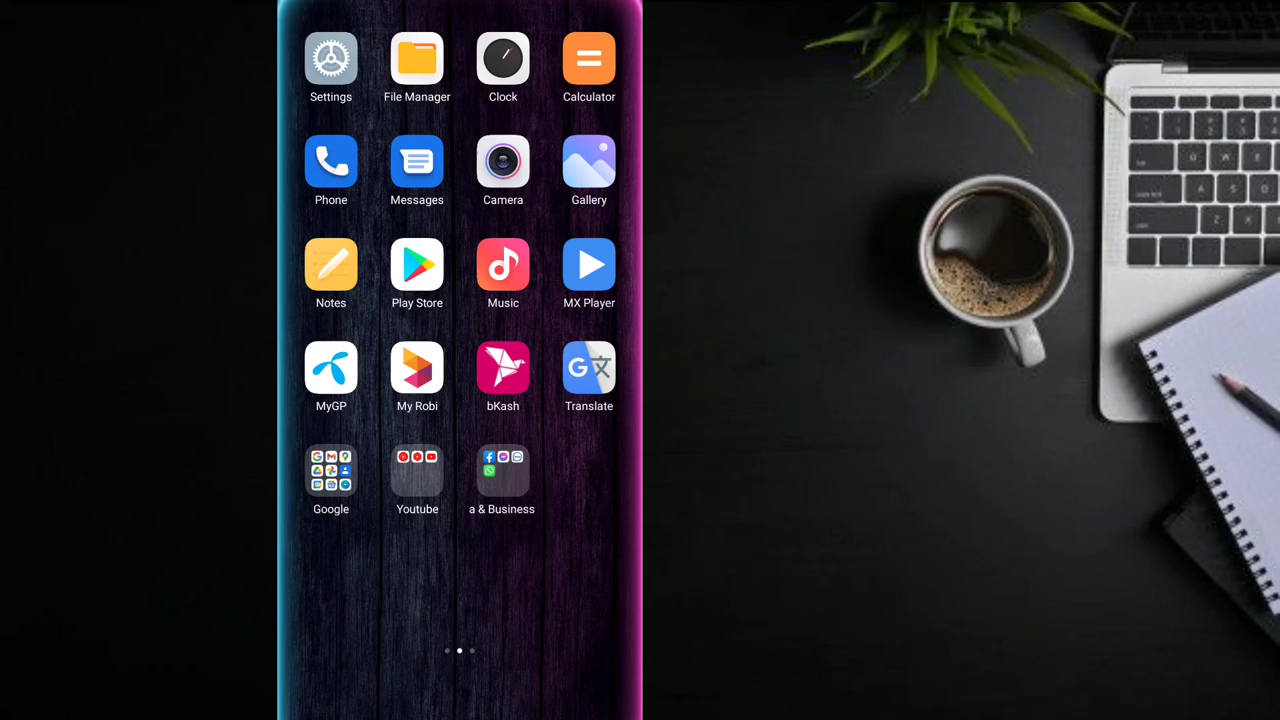 Settings File Manager Clock Calculator
Phone Messages Camera Gallery
Notes Play Store Music MX Player
MyGP My Robi bKash Translate
Google Youtube a & Business